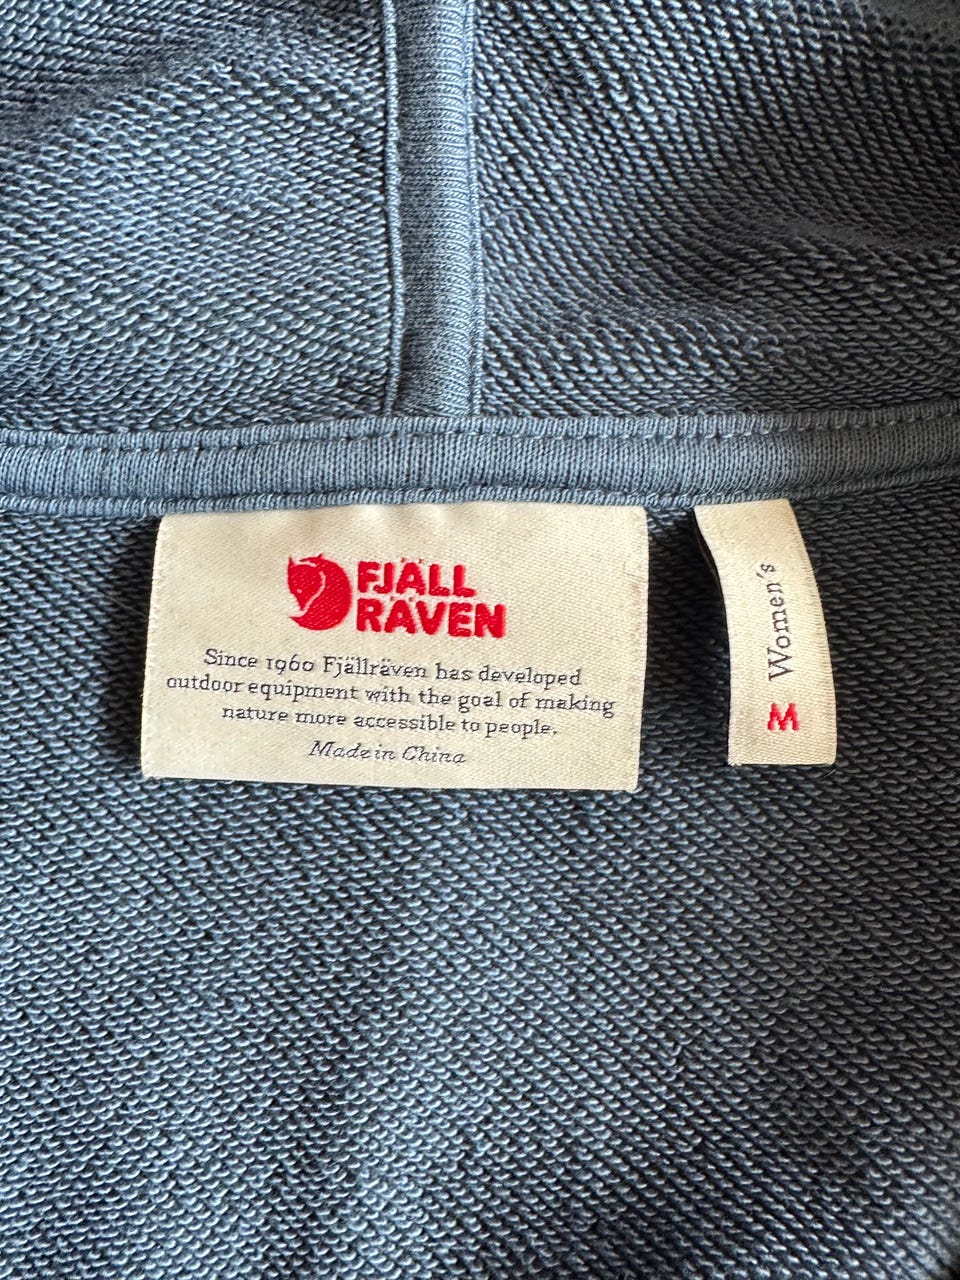 FJÄLL
RÄVEN
Since 1960 Fjällräven has developed
outdoor equipment with the goal of making
nature more accessible to people.
Made in China
Women's
M